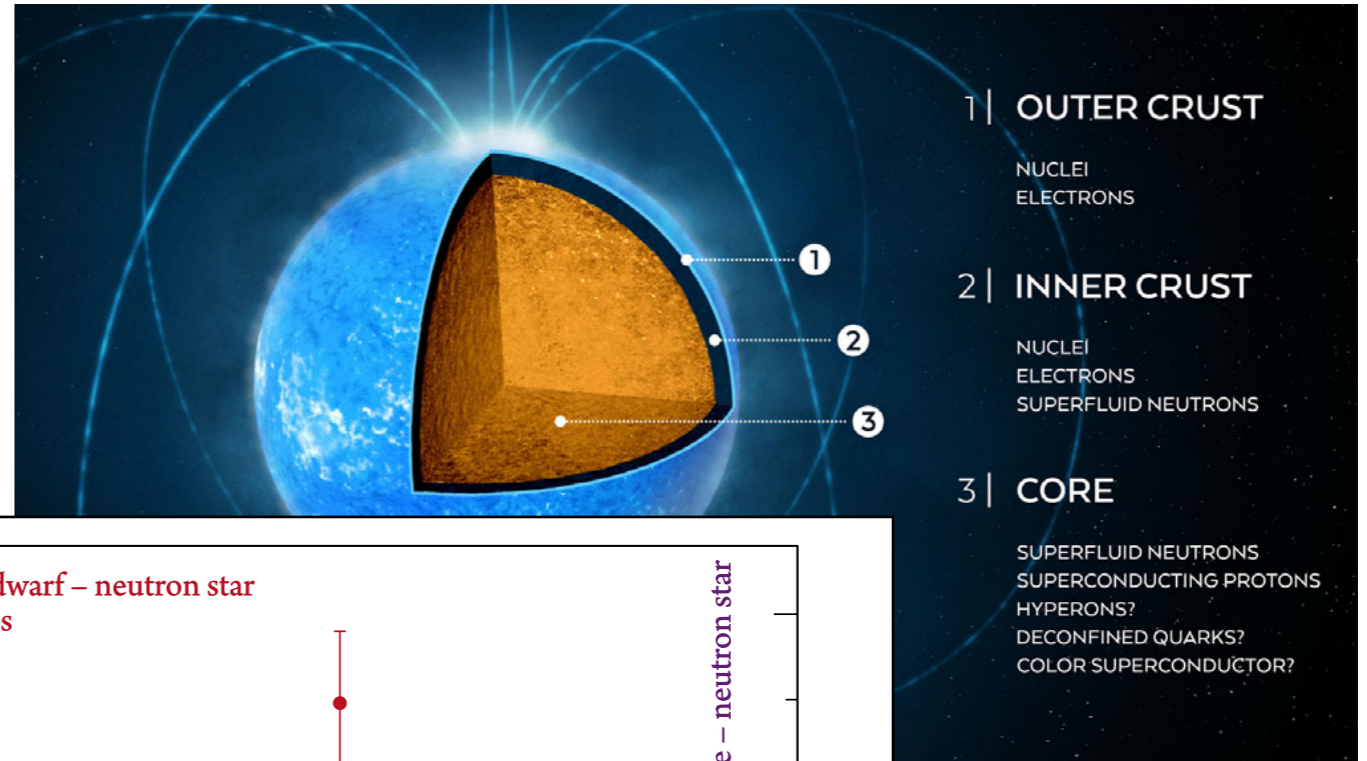 1| OUTER CRUST
NUCLEI
ELECTRONS
2| INNER CRUST
NUCLEI
ELECTRONS
SUPERFLUID NEUTRONS
3| CORE
SUPERFLUID NEUTRONS
SUPERCONDUCTING PROTONS
HYPERONS?
DECONFINED QUARKS?
COLOR SUPERCONDUCTOR?
1
2
3
– neutron star
– neutron star